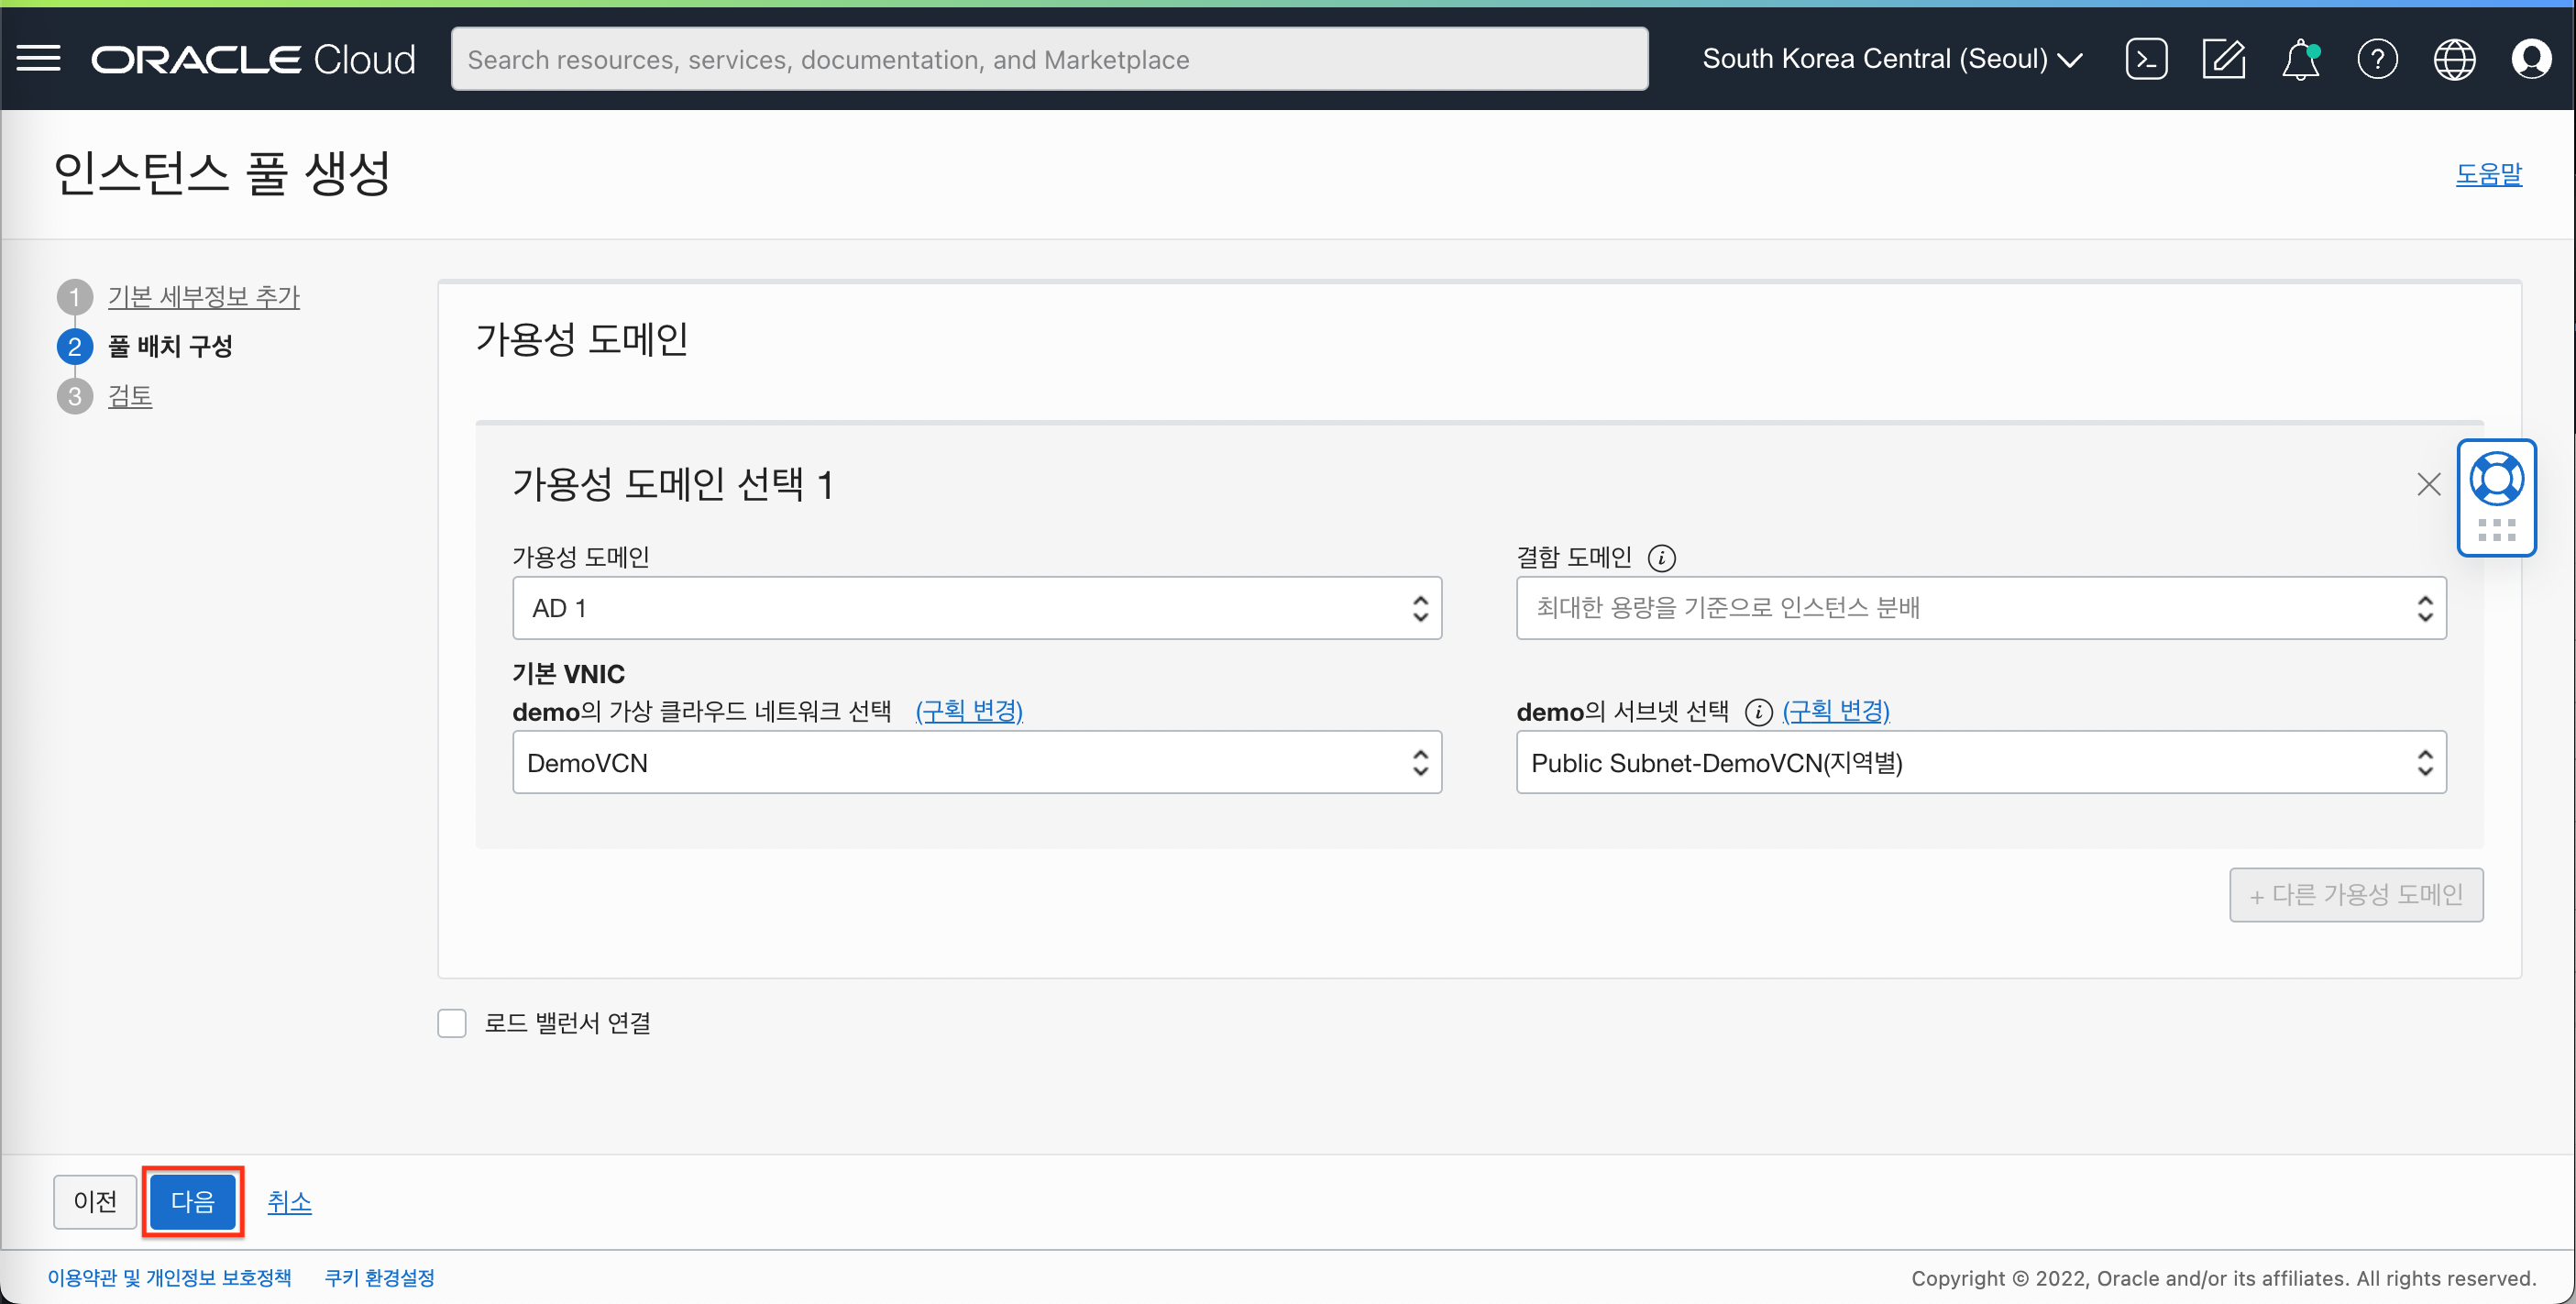 ORACLE Cloud
Search resources, services, documentation, and Marketplace
South Korea Central (Seoul)
인스턴스 풀 생성
도움말
1 기본 세부정보 추가
2 풀 배치 구성
3 검토
가용성 도메인
가용성 도메인 선택 1
가용성 도메인
AD 1
결함 도메인
최대한 용량을 기준으로 인스턴스 분배
기본 VNIC
demo의 가상 클라우드 네트워크 선택 (구획 변경)
DemoVCN
demo의 서브넷 선택 (구획 변경)
Public Subnet-DemoVCN(지역별)
+ 다른 가용성 도메인
로드 밸런서 연결
이전
다음
취소
이용약관 및 개인정보 보호정책
쿠키 환경설정
Copyright © 2022, Oracle and/or its affiliates. All rights reserved.